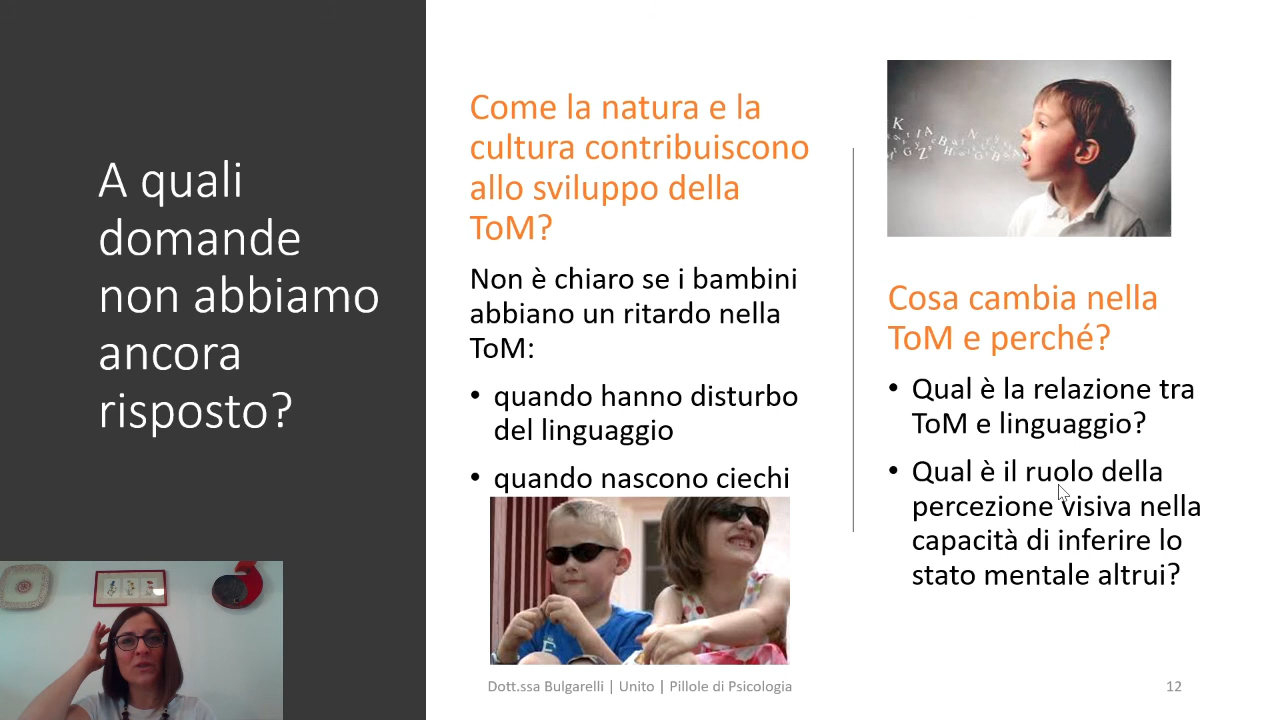 A quali
domande
non abbiamo
ancora
risposto?
Come la natura e la
cultura contribuiscono
allo sviluppo della
ToM?
Non è chiaro se i bambini
abbiano un ritardo nella
ToM:
• quando hanno disturbo
del linguaggio
• quando nascono ciechi
Cosa cambia nella
ToM e perché?
• Qual è la relazione tra
ToM e linguaggio?
• Qual è il ruolo della
percezione visiva nella
capacità di inferire lo
stato mentale altrui?
Dott.ssa Bulgarelli | Unito | Pillole di Psicologia
12